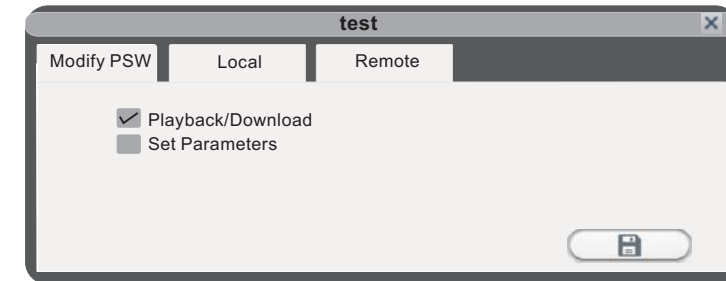 test
Modify PSW Local Remote
Playback/Download
Set Parameters